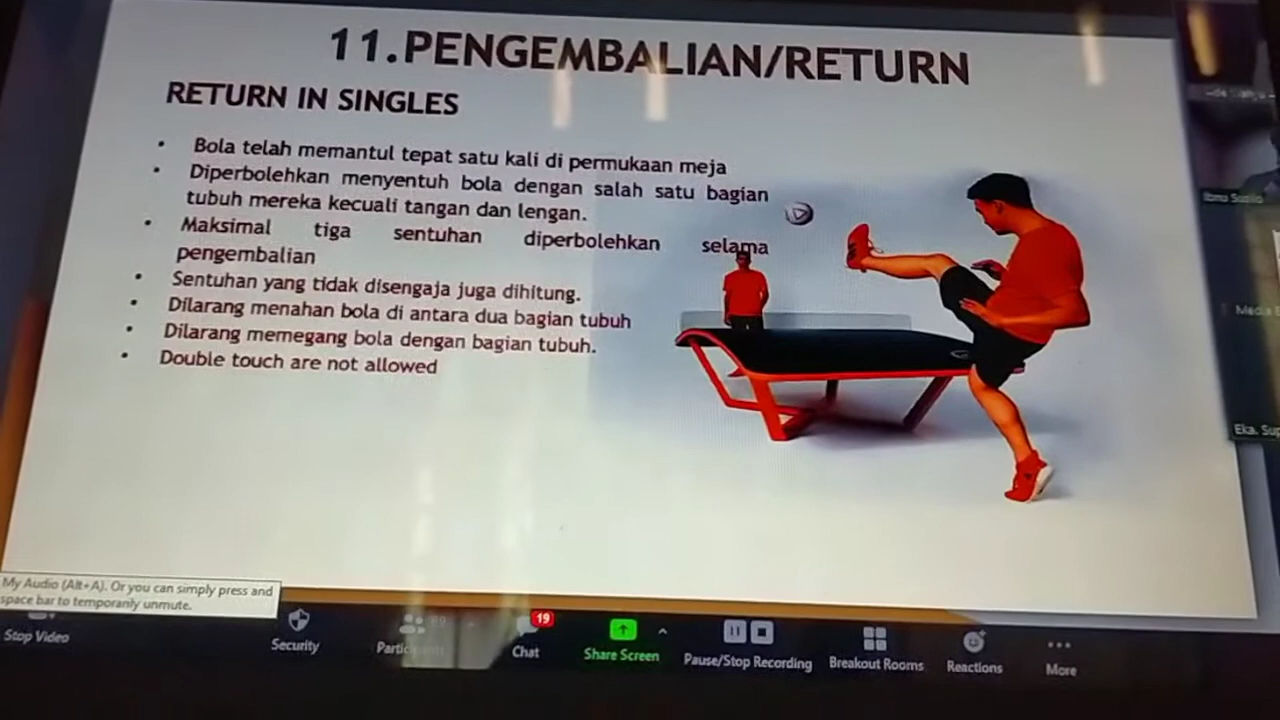 11.PENGEMBALIAN/RETURN
RETURN IN SINGLES
• Bola telah memantul tepat satu kali di permukaan meja
• Diperbolehkan menyentuh bola dengan salah satu bagian
tubuh mereka kecuali tangan dan lengan.
• Maksimal tiga sentuhan diperbolehkan selama
pengembalian
• Sentuhan yang tidak disengaja juga dihitung.
• Dilarang menahan bola di antara dua bagian tubuh
• Dilarang memegang bola dengan bagian tubuh.
• Double touch are not allowed
My Audio (Alt+A). Or you can simply press and
space bar to temporarily unmute.
Stop Video
Security
Chat
19
Share Screen
Pause/Stop Recording
Breakout Rooms
Reactions
More
Media
Eka. Sup